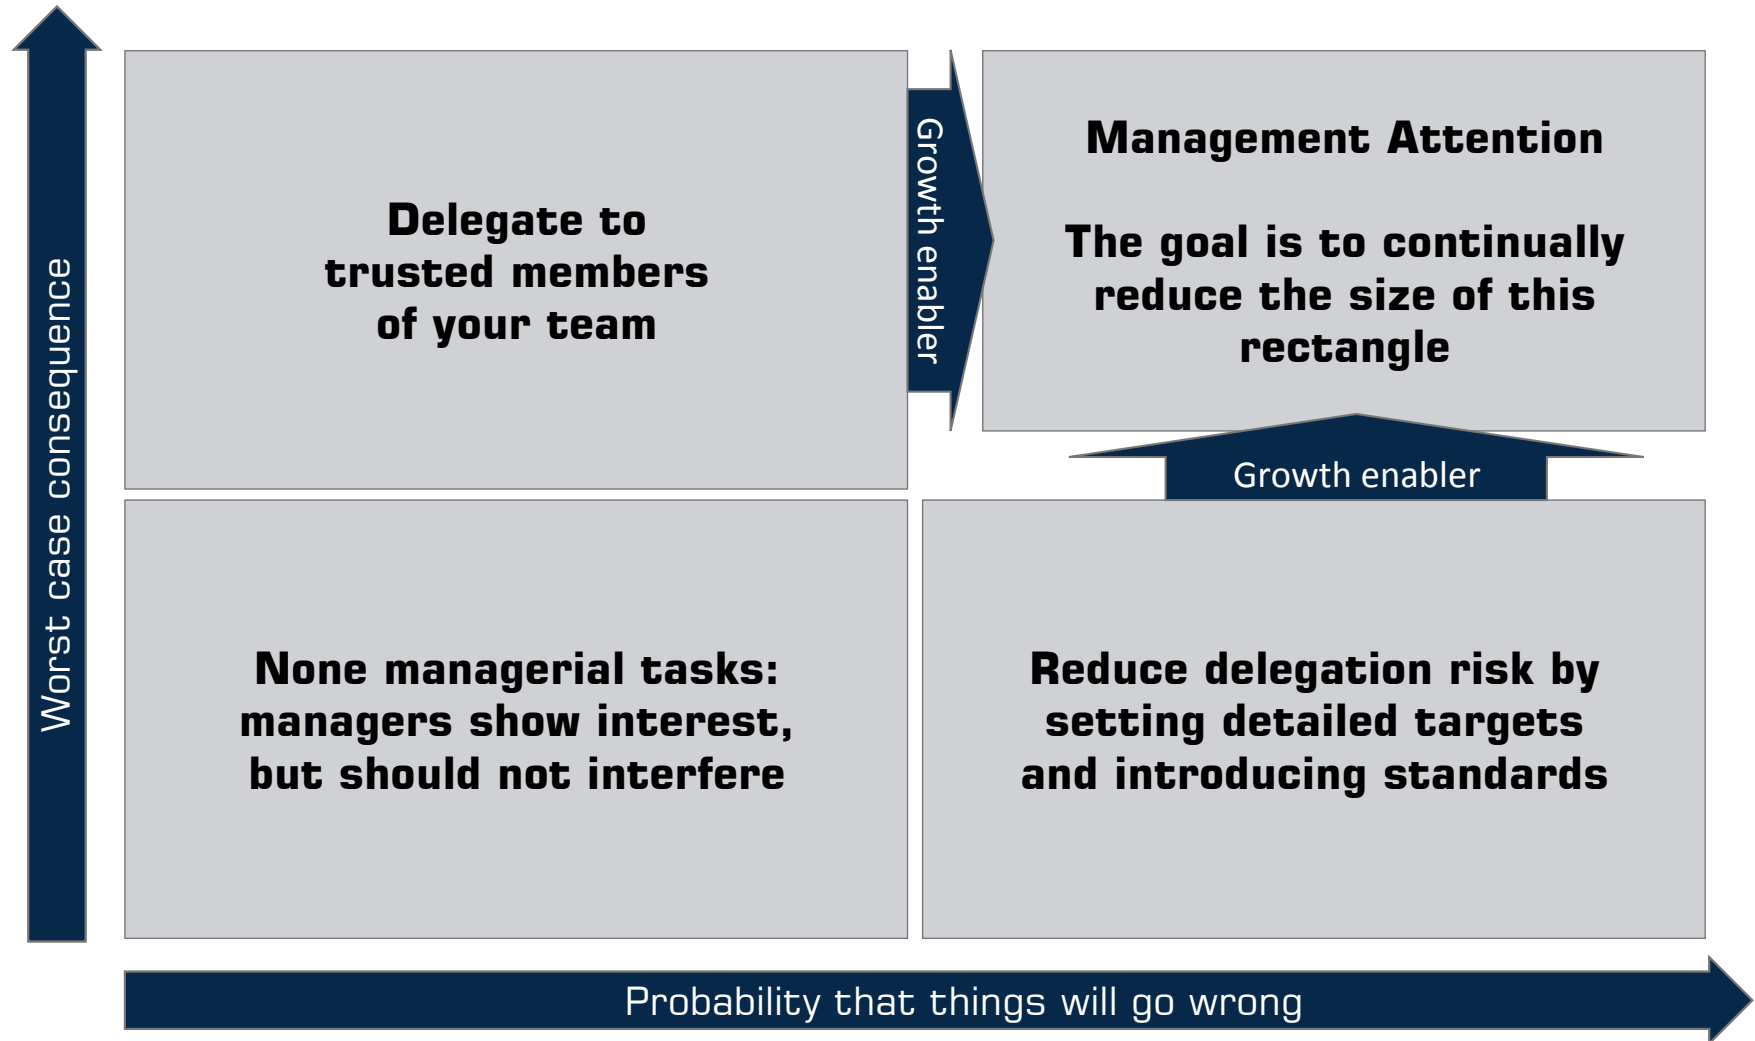 Worst case consequence
Delegate to
trusted members
of your team
Growth enabler
Management Attention
The goal is to continually
reduce the size of this
rectangle
Growth enabler
None managerial tasks:
managers show interest,
but should not interfere
Reduce delegation risk by
setting detailed targets
and introducing standards
Probability that things will go wrong